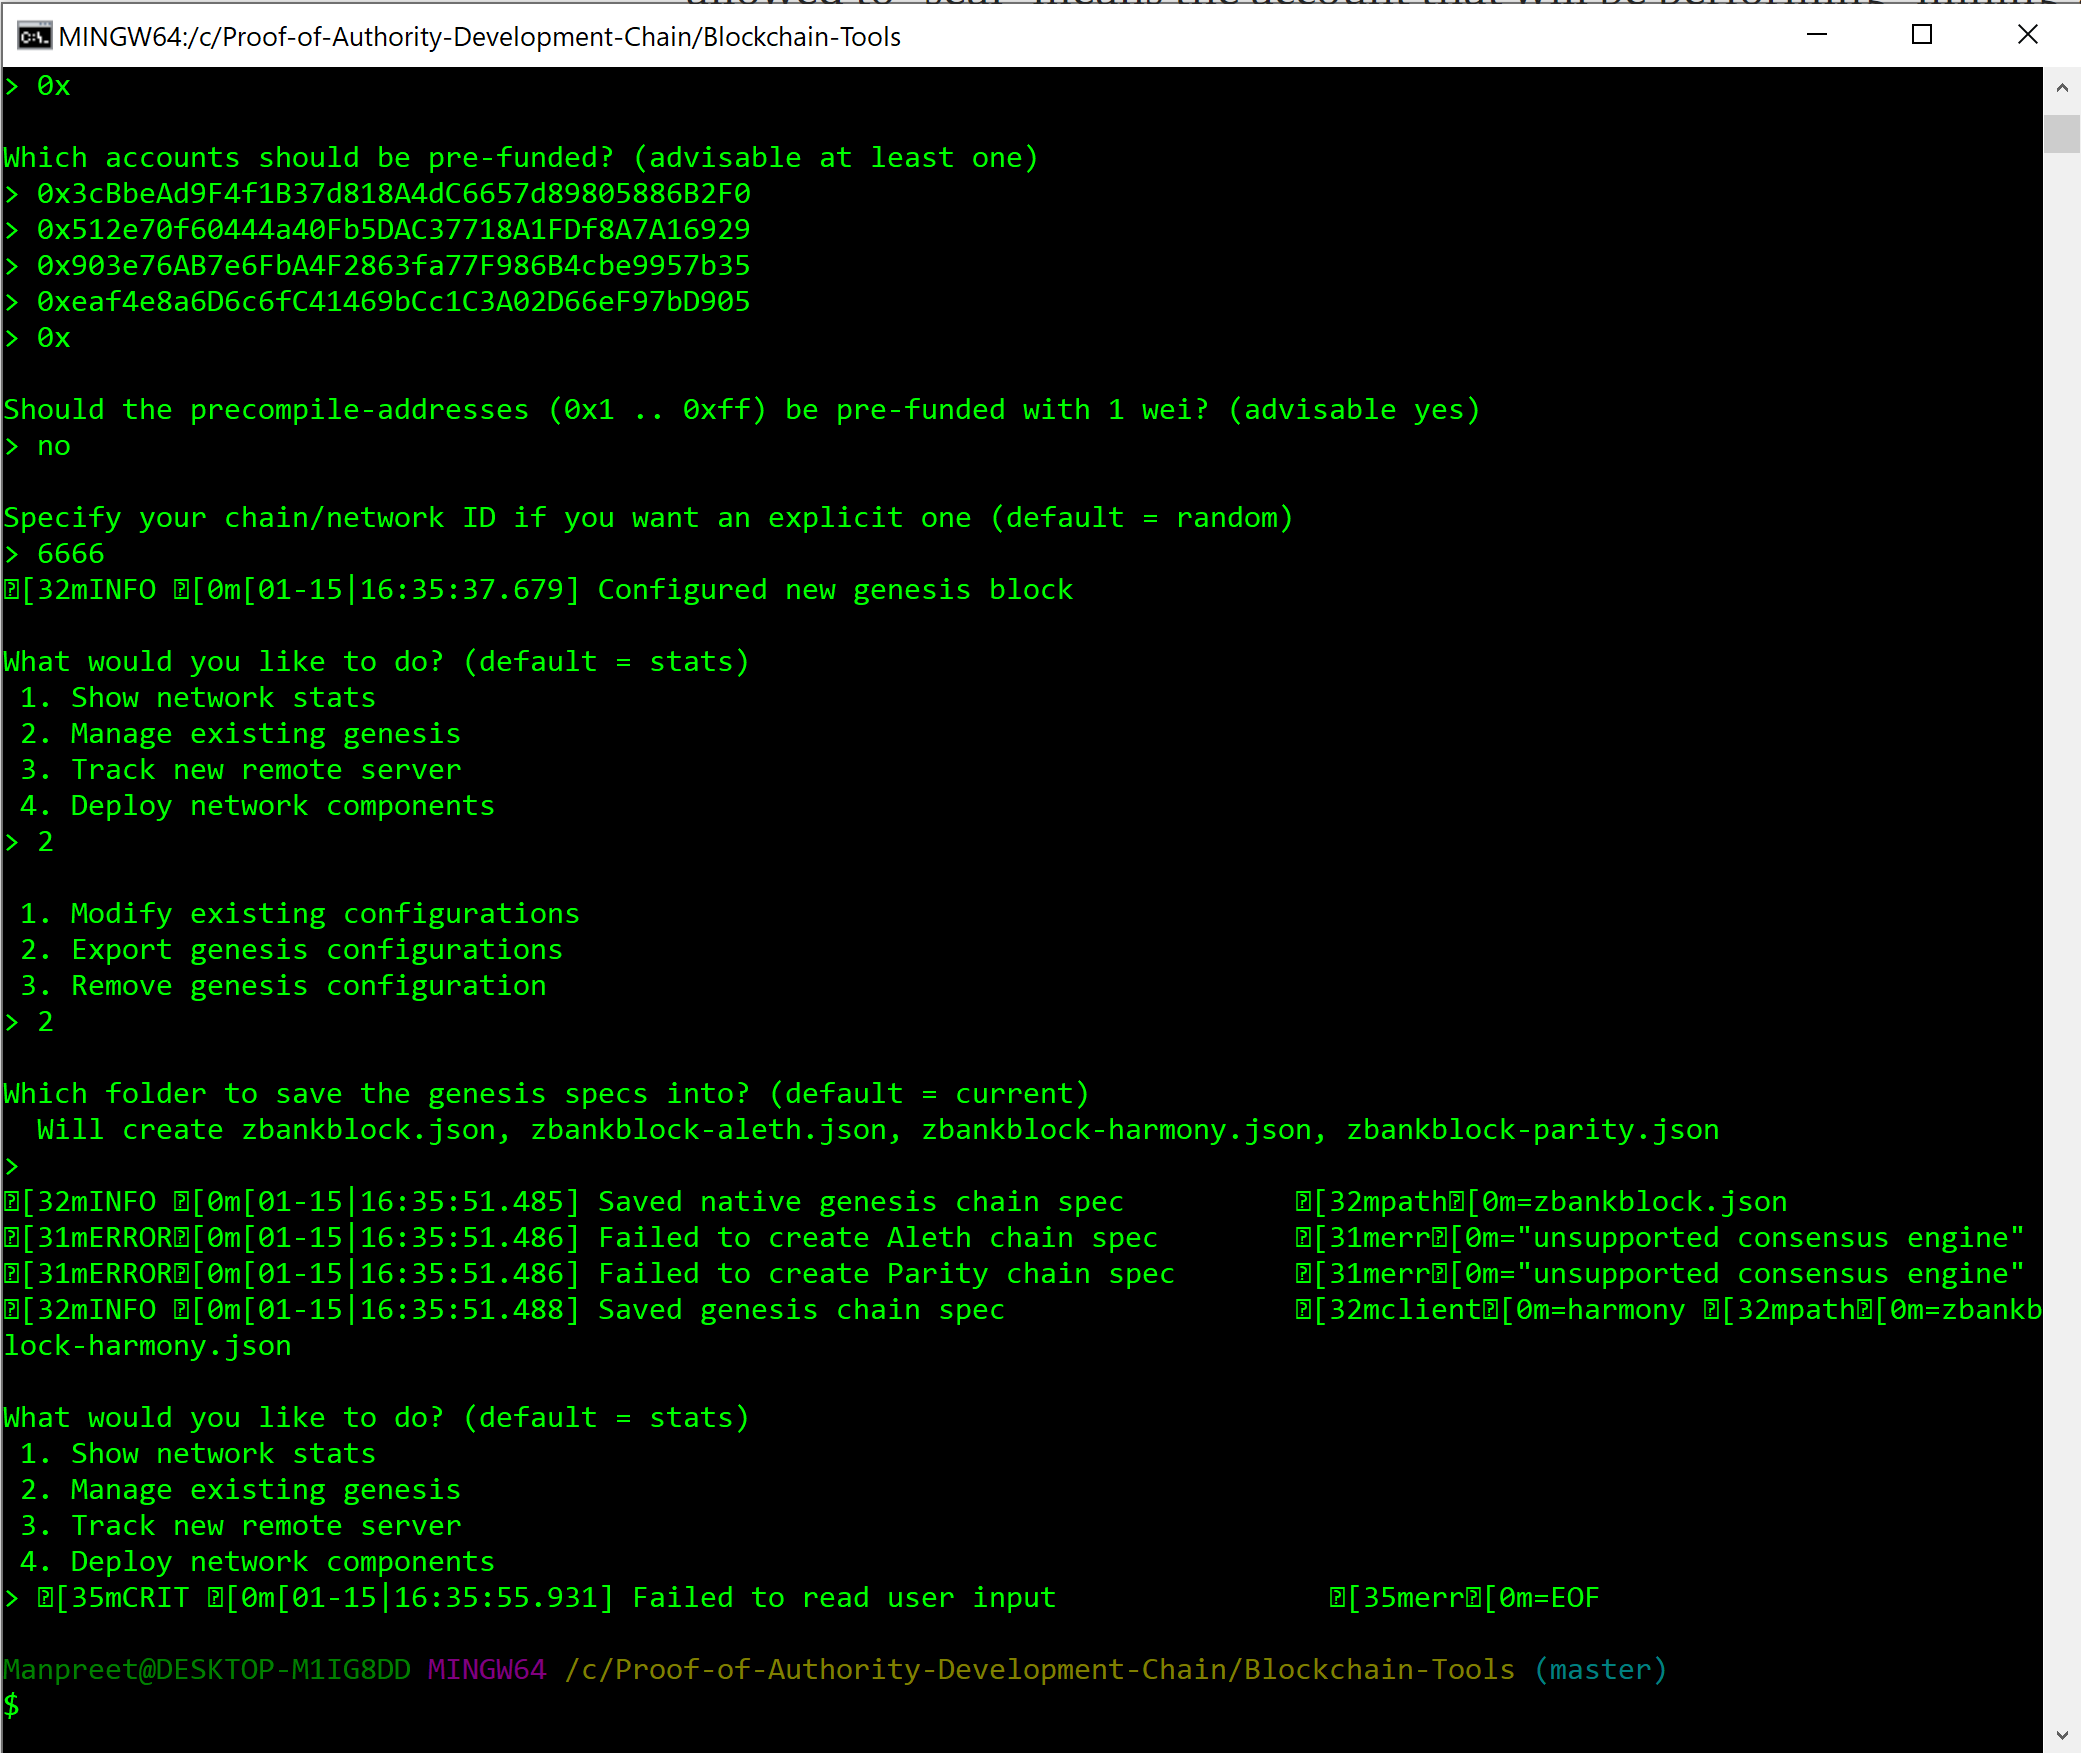 MINGW64:/c/Proof-of-Authority-Development-Chain/Blockchain-Tools
> 0x
Which accounts should be pre-funded? (advisable at least one)
> 0x3cBbeAd9F4f1B37d818A4dC6657d89805886B2F0
> 0x512e70f60444a40Fb5DAC37718A1FDf8A7A16929
> 0x903e76AB7e6FbA4F2863fa77F986B4cbe9957b35
> 0xeaf4e8a6D6c6fC41469bCc1C3A02D66eF97bD905
> 0x
Should the precompile-addresses (0x1 .. 0xff) be pre-funded with 1 wei? (advisable yes)
> no
Specify your chain/network ID if you want an explicit one (default = random)
> 6666
[32mINFO [0m[01-15|16:35:37.679] Configured new genesis block
What would you like to do? (default = stats)
1. Show network stats
2. Manage existing genesis
3. Track new remote server
4. Deploy network components
> 2
1. Modify existing configurations
2. Export genesis configurations
3. Remove genesis configuration
> 2
Which folder to save the genesis specs into? (default = current)
Will create zbankblock.json, zbankblock-aleth.json, zbankblock-harmony.json, zbankblock-parity.json
>
[32mINFO [0m[01-15|16:35:51.485] Saved native genesis chain spec [32mpath[0m=zbankblock.json
[31mERROR[0m[01-15|16:35:51.486] Failed to create Aleth chain spec [31merr[0m="unsupported consensus engine"
[31mERROR[0m[01-15|16:35:51.486] Failed to create Parity chain spec [31merr[0m="unsupported consensus engine"
[32mINFO [0m[01-15|16:35:51.488] Saved genesis chain spec [32mclient[0m=harmony [32mpath[0m=zbankb
lock-harmony.json
What would you like to do? (default = stats)
1. Show network stats
2. Manage existing genesis
3. Track new remote server
4. Deploy network components
> [35mCRIT [0m[01-15|16:35:55.931] Failed to read user input [35merr[0m=EOF
Manpreet@DESKTOP-M1IG8DD MINGW64 /c/Proof-of-Authority-Development-Chain/Blockchain-Tools (master)
$